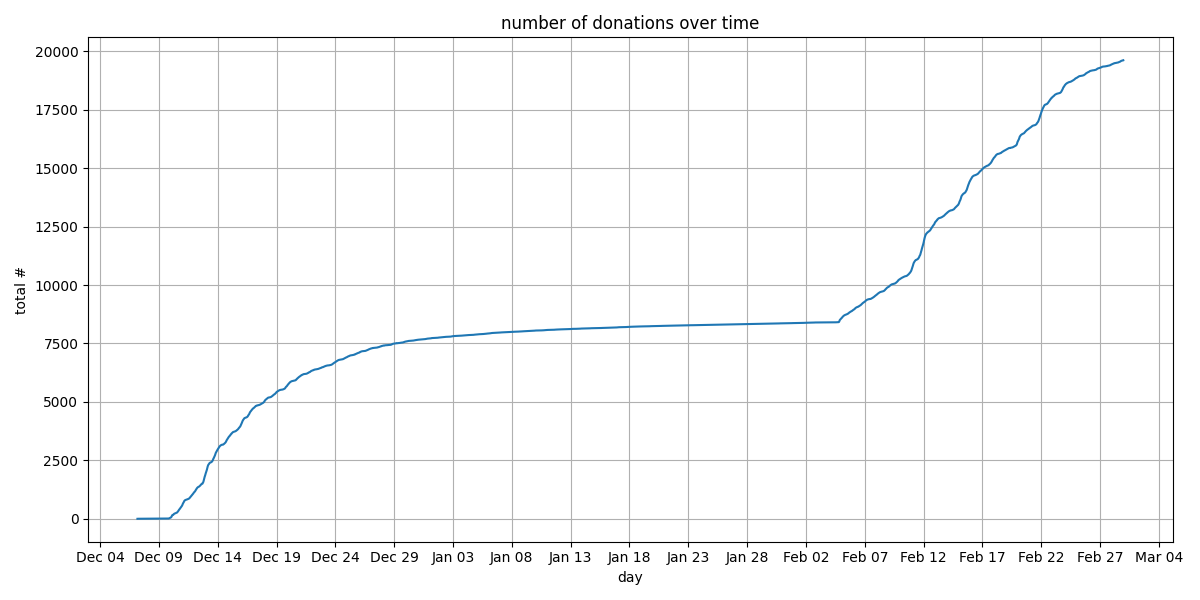 number of donations over time
total #
20000
17500
15000
12500
10000
7500
5000
2500
0
Dec 04 Dec 09 Dec 14 Dec 19 Dec 24 Dec 29 Jan 03 Jan 08 Jan 13 Jan 18 Jan 23 Jan 28 Feb 02 Feb 07 Feb 12 Feb 17 Feb 22 Feb 27 Mar 04
day